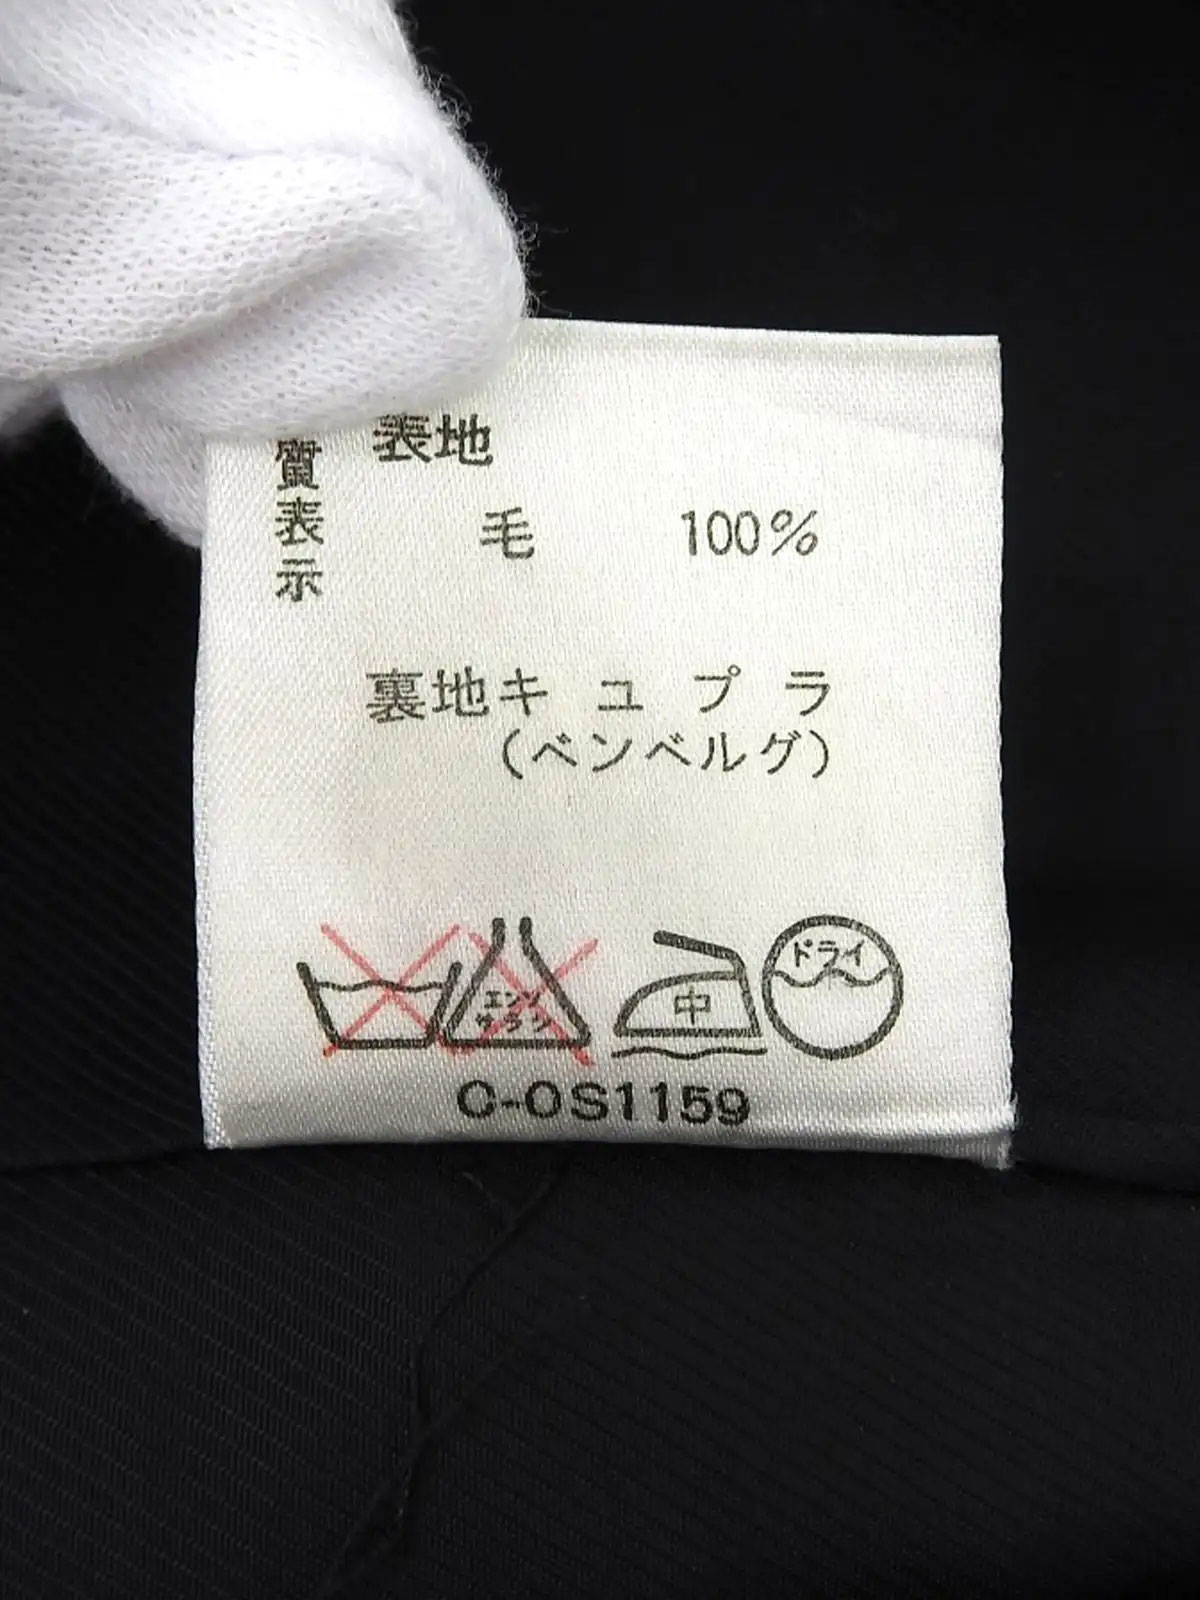 質表示
表地
毛 100%
裏地キュプラ
(ベンベルグ)
エンソ
サラシ
中
ドライ
C-OS1159